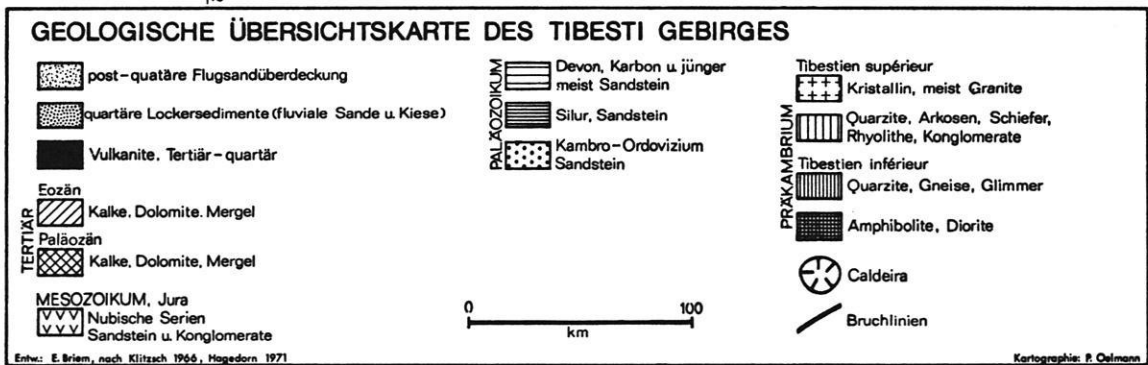 GEOLOGISCHE ÜBERSICHTSKARTE DES TIBESTI GEBIRGES
post-quatäre Flugsandüberdeckung
quartäre Lockersedimente (fluviale Sande u. Kiese)
Vulkanite, Tertiär-quartär
TERTIÄR
Eozän
Kalke, Dolomite. Mergel
Paläozän
Kalke, Dolomite, Mergel
MESOZOIKUM, Jura
Nubische Serien
Sandstein u. Konglomerate
PALÄOZOIKUM
Devon, Karbon u. jünger
meist Sandstein
Silur, Sandstein
Kambro-Ordovizium
Sandstein
0 100
km
PRÄKAMBRIUM
Tibestien supérieur
Kristallin, meist Granite
Quarzite, Arkosen, Schiefer,
Rhyolithe, Konglomerate
Tibestien inférieur
Quarzite, Gneise, Glimmer
Amphibolite, Diorite
Caldeira
Bruchlinien
Entw.: E. Briem, nach Klitzsch 1966, Hagedorn 1971
Kartographie: P. Oelmann